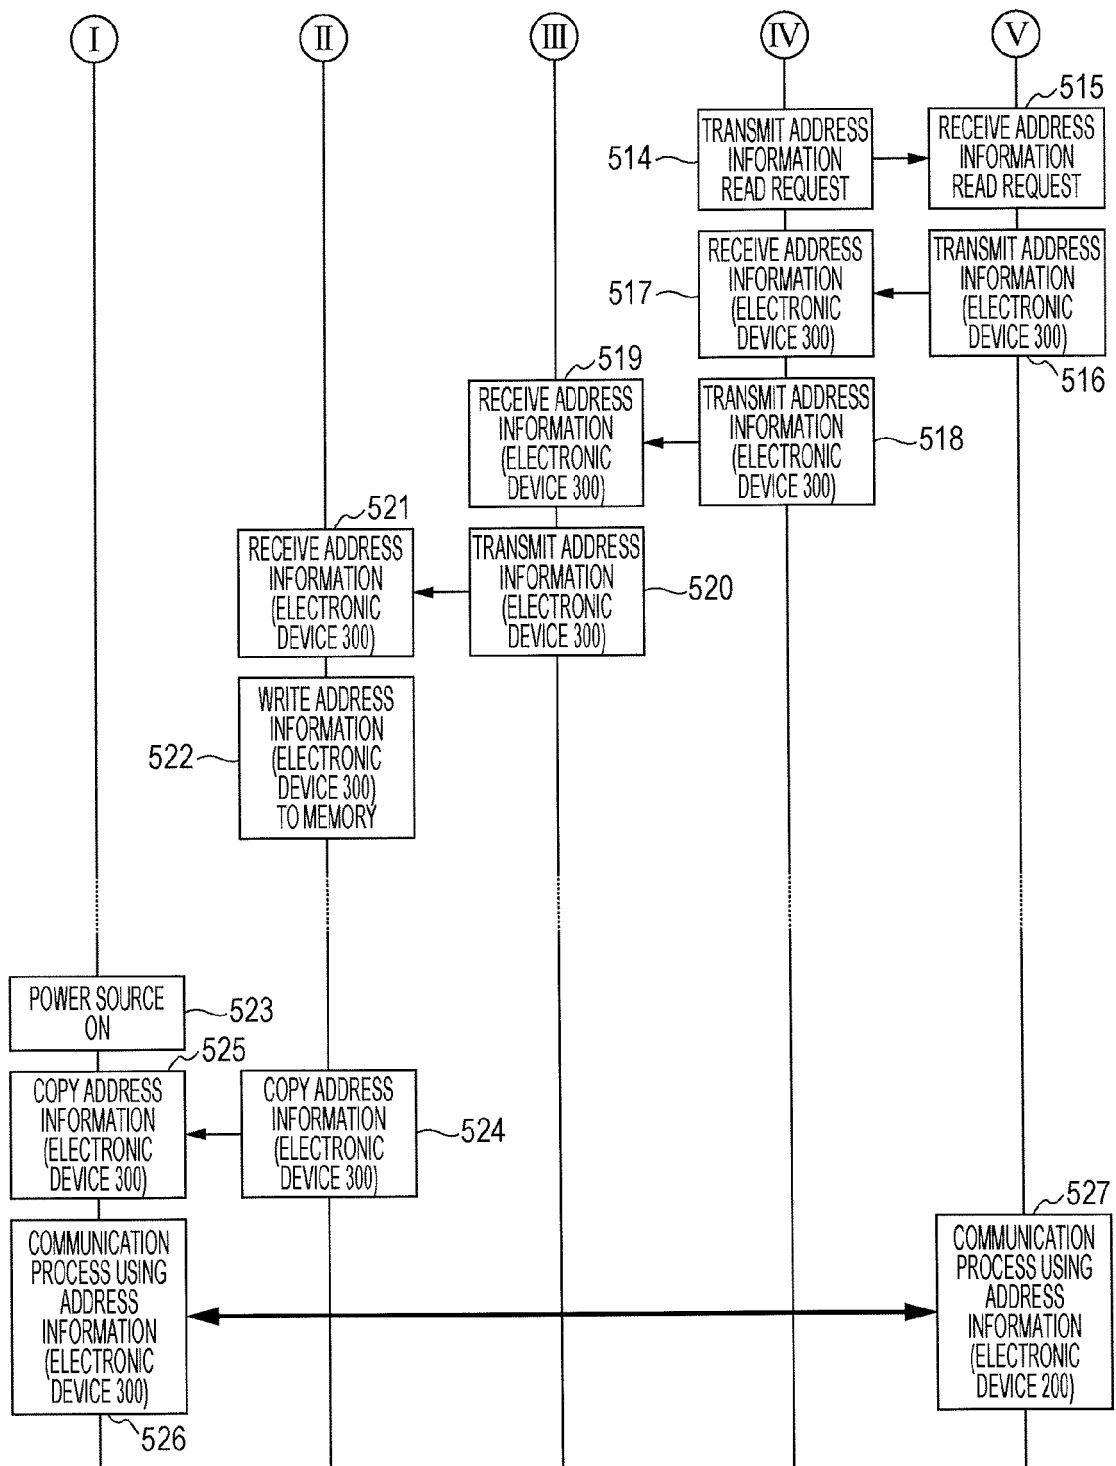 I
II
III
IV
V
515
514
TRANSMIT ADDRESS
INFORMATION
READ REQUEST
RECEIVE ADDRESS
INFORMATION
READ REQUEST
517
RECEIVE ADDRESS
INFORMATION
(ELECTRONIC
DEVICE 300)
TRANSMIT ADDRESS
INFORMATION
(ELECTRONIC
DEVICE 300)
516
519
RECEIVE ADDRESS
INFORMATION
(ELECTRONIC
DEVICE 300)
TRANSMIT ADDRESS
INFORMATION
(ELECTRONIC
DEVICE 300)
518
521
RECEIVE ADDRESS
INFORMATION
(ELECTRONIC
DEVICE 300)
TRANSMIT ADDRESS
INFORMATION
(ELECTRONIC
DEVICE 300)
520
522
WRITE ADDRESS
INFORMATION
(ELECTRONIC
DEVICE 300)
TO MEMORY
POWER SOURCE
ON
523
525
COPY ADDRESS
INFORMATION
(ELECTRONIC
DEVICE 300)
COPY ADDRESS
INFORMATION
(ELECTRONIC
DEVICE 300)
524
527
COMMUNICATION
PROCESS USING
ADDRESS
INFORMATION
(ELECTRONIC
DEVICE 300)
526
COMMUNICATION
PROCESS USING
ADDRESS
INFORMATION
(ELECTRONIC
DEVICE 200)